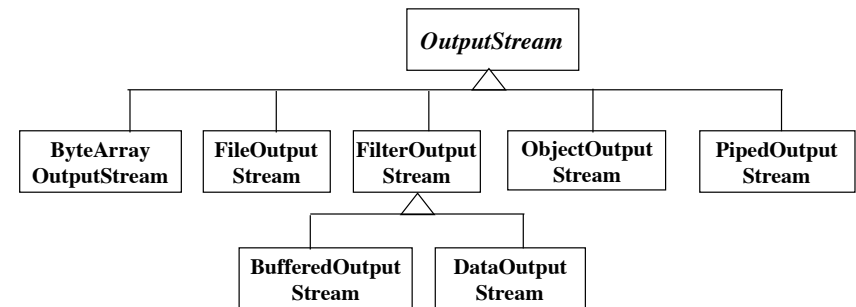 OutputStream
ByteArray
OutputStream
FileOutput
Stream
FilterOutput
Stream
ObjectOutput
Stream
PipedOutput
Stream
BufferedOutput
Stream
DataOutput
Stream